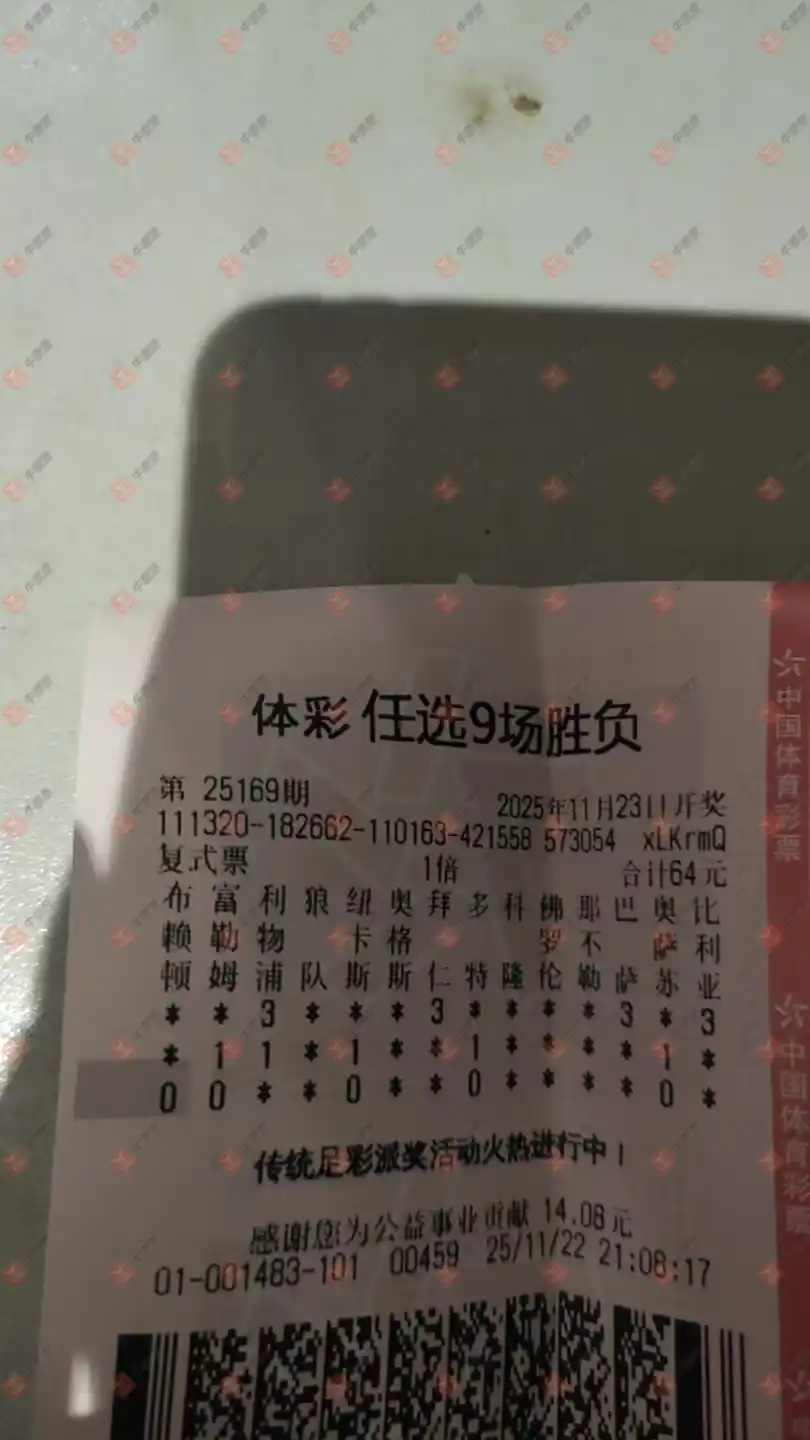 体彩 任选9场胜负
第 25169期 2025年11月23日开奖
111320-182662-110163-421558 573054 xLKrmQ
复式票 1倍 合计64元
布 富 利 狼 纽 奥 拜 多 科 佛 那 巴 奥 比
赖 勒 物 卡 格 罗 不 萨 利
顿 姆 浦 队 斯 斯 仁 特 隆 伦 勒 萨 苏 亚
* * 3 * * * 3 * * * * 3 * 3
* 1 1 * 1 * * 1 * * * * 1 *
0 0 * * 0 * * 0 * * * * 0 *
传统足彩派奖活动火热进行中！
感谢您为公益事业贡献 14.08元
01-001483-101 00459 25/11/22 21:08:17
中国体育彩票
中国体育彩票